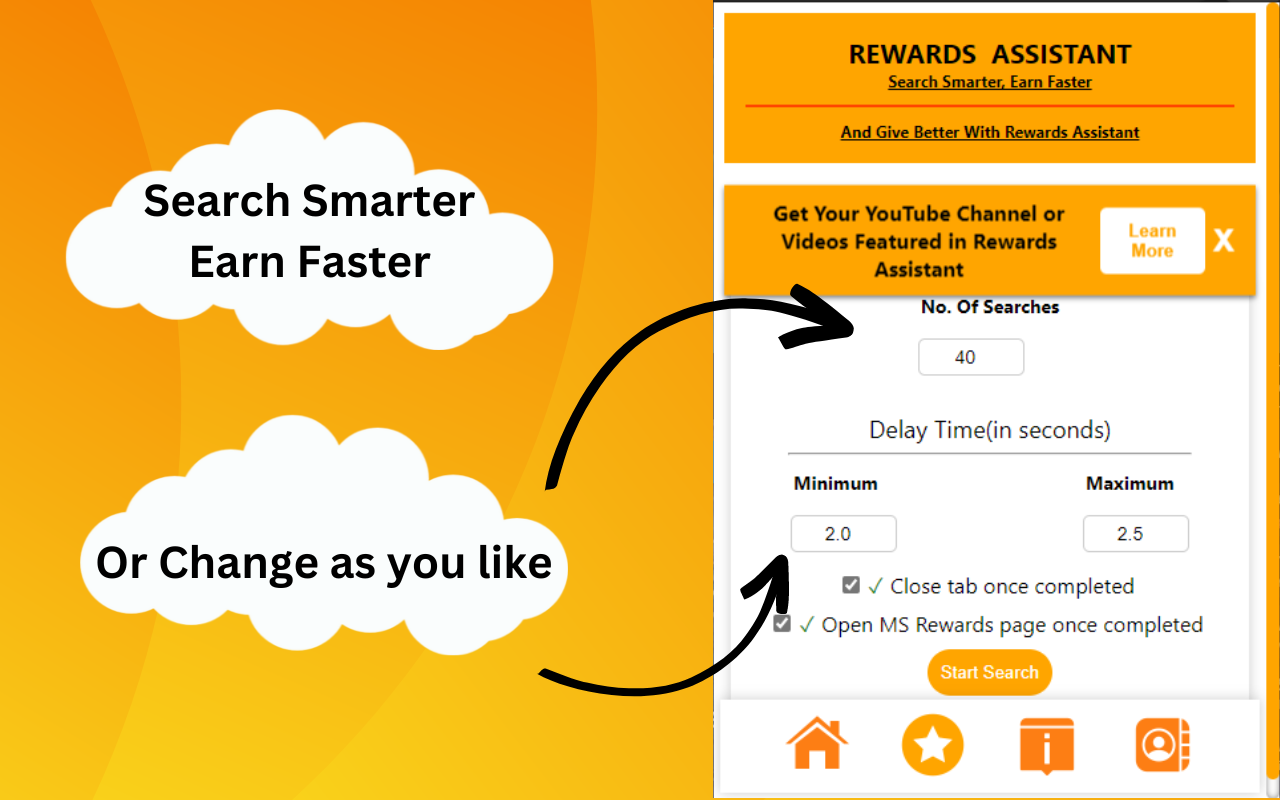 Search Smarter
Earn Faster
Or Change as you like
REWARDS ASSISTANT
Search Smarter, Earn Faster
And Give Better With Rewards Assistant
Get Your YouTube Channel or
Videos Featured in Rewards
Assistant
Learn
More
X
No. Of Searches
40
Delay Time(in seconds)
Minimum
Maximum
2.0
2.5
✓ Close tab once completed
✓ Open MS Rewards page once completed
Start Search